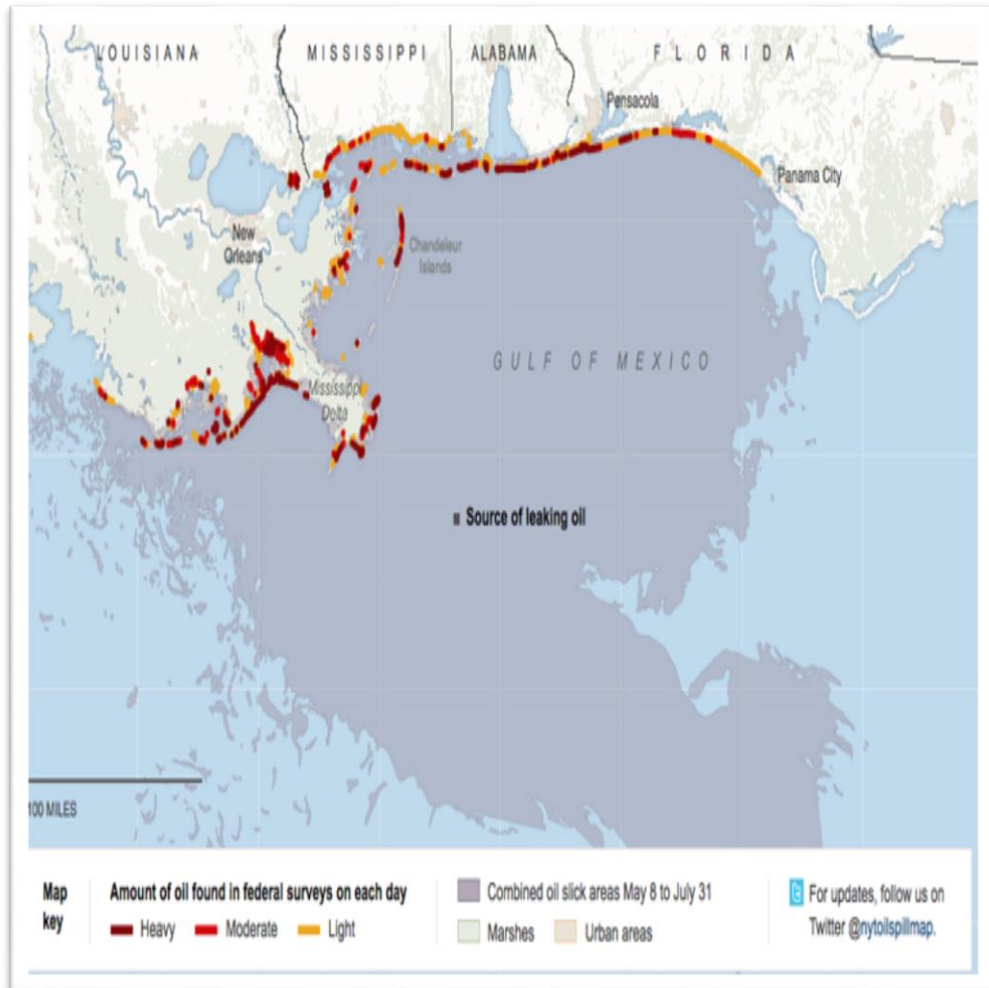 LOUISIANA
MISSISSIPPI
ALABAMA
FLORIDA
Pensacola
Panama City
New
Orleans
Chandeleur
Islands
GULF OF MEXICO
Mississippi
Delta
Source of leaking oil
100 MILES
Map
key
Amount of oil found in federal surveys on each day
Heavy
Moderate
Light
Combined oil slick areas May 8 to July 31
Marshes
Urban areas
For updates, follow us on
Twitter @nytoilspillmap.